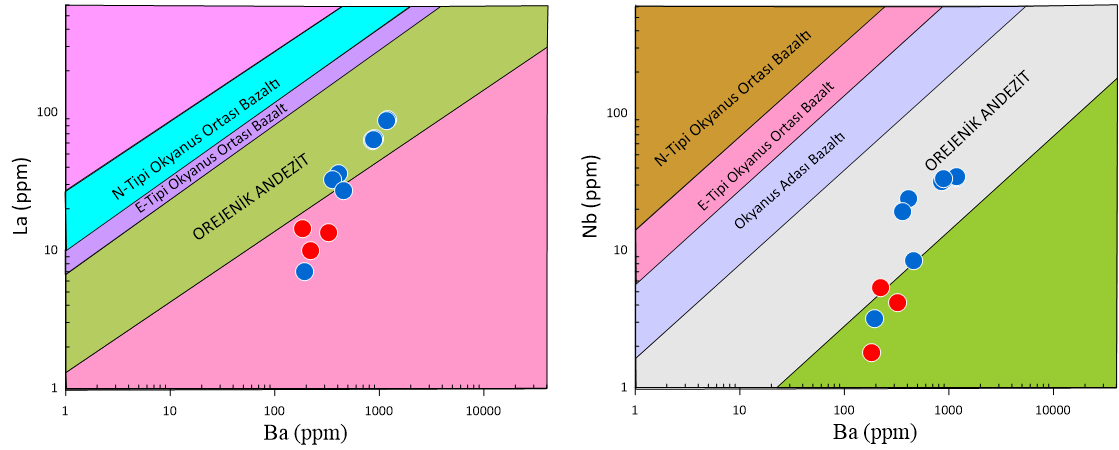 La (ppm)
100
10
1
N-Tipi Okyanus Ortası Bazaltı
E-Tipi Okyanus Ortası Bazalt
OREJENİK ANDEZİT
1
10
100
1000
10000
Ba (ppm)
Nb (ppm)
100
10
1
N-Tipi Okyanus Ortası Bazaltı
E-Tipi Okyanus Ortası Bazalt
Okyanus Adası Bazaltı
OREJENİK ANDEZİT
1
10
100
1000
10000
Ba (ppm)